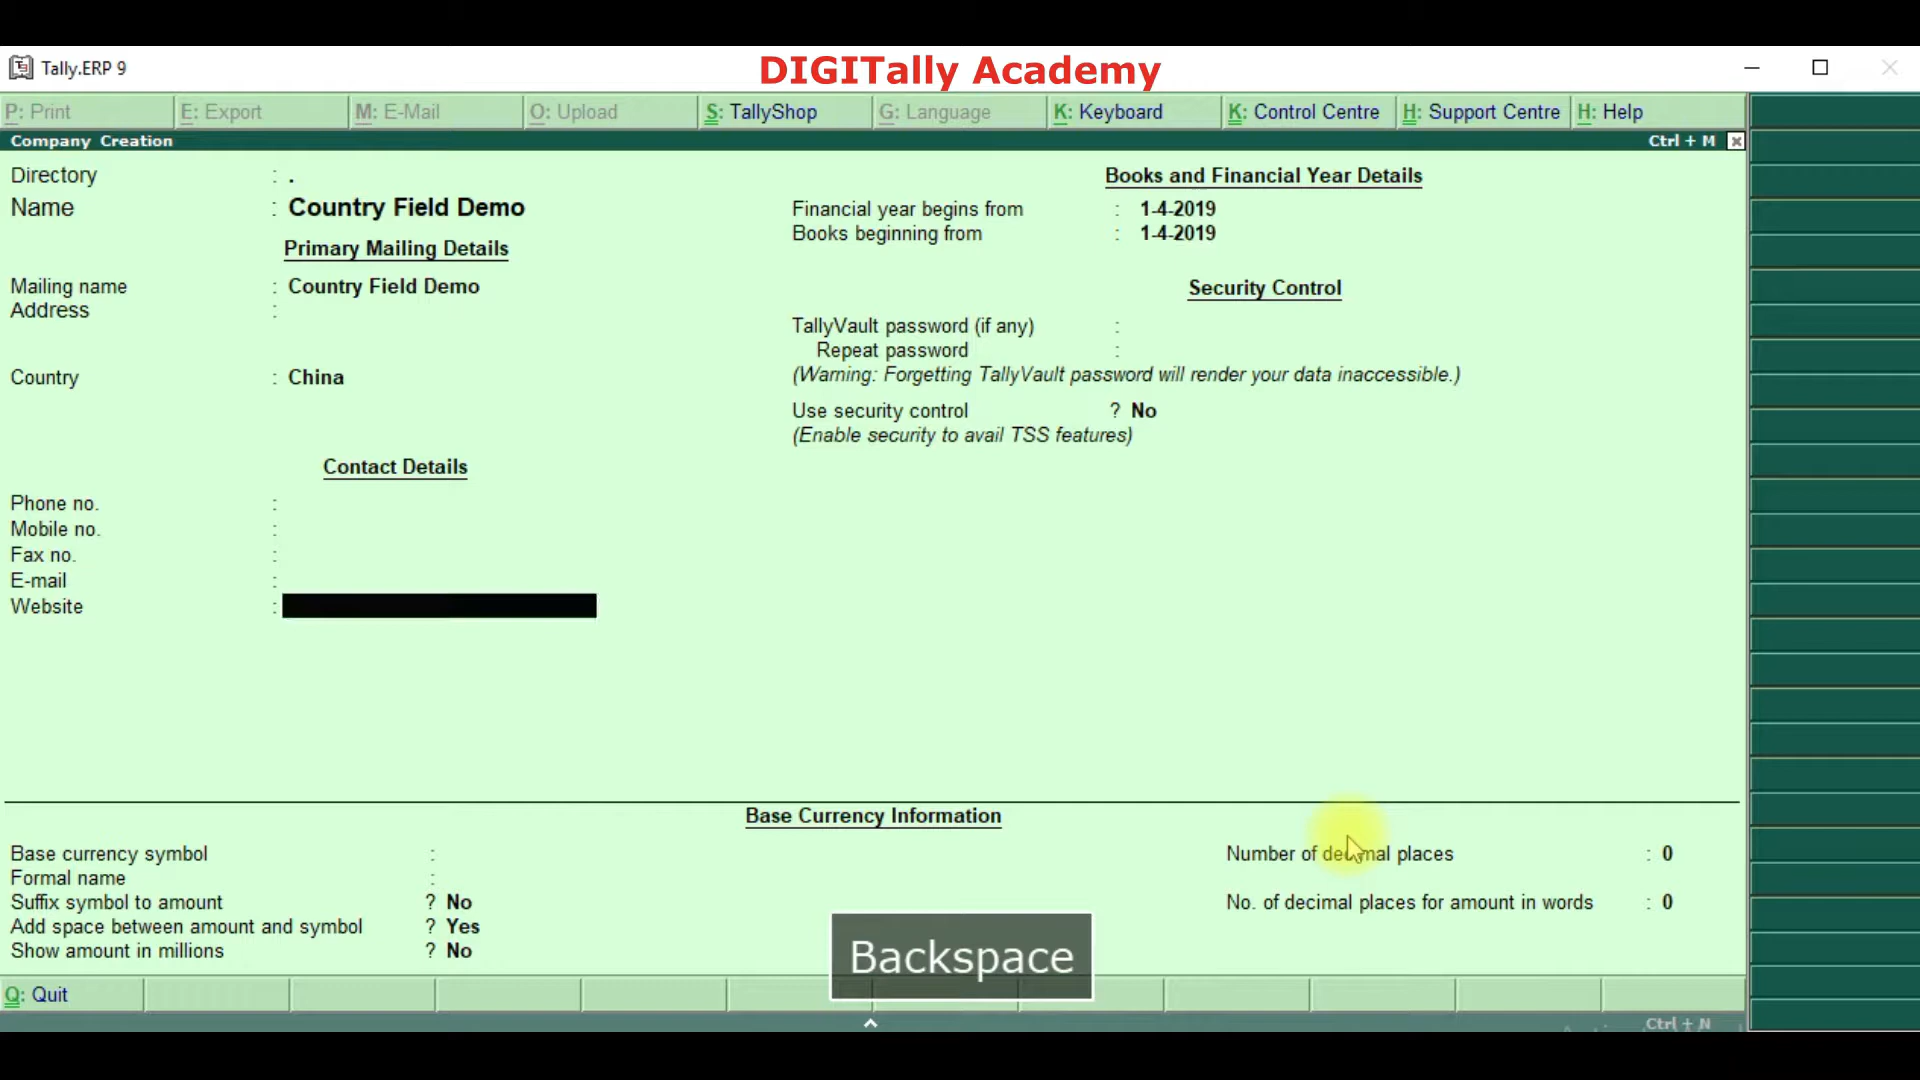 DIGITally Academy
Tally.ERP 9
P: Print E: Export M: E-Mail O: Upload S: TallyShop G: Language K: Keyboard K: Control Centre H: Support Centre H: Help
Company Creation Ctrl + M
Directory : .
Name : Country Field Demo
Primary Mailing Details
Mailing name : Country Field Demo
Address :
Country : China
Contact Details
Phone no. :
Mobile no. :
Fax no. :
E-mail :
Website :
Books and Financial Year Details
Financial year begins from : 1-4-2019
Books beginning from : 1-4-2019
Security Control
TallyVault password (if any) :
Repeat password :
(Warning: Forgetting TallyVault password will render your data inaccessible.)
Use security control ? No
(Enable security to avail TSS features)
Base Currency Information
Base currency symbol :
Formal name :
Suffix symbol to amount ? No
Add space between amount and symbol ? Yes
Show amount in millions ? No
Number of decimal places : 0
No. of decimal places for amount in words : 0
Backspace
Q: Quit
Ctrl + N